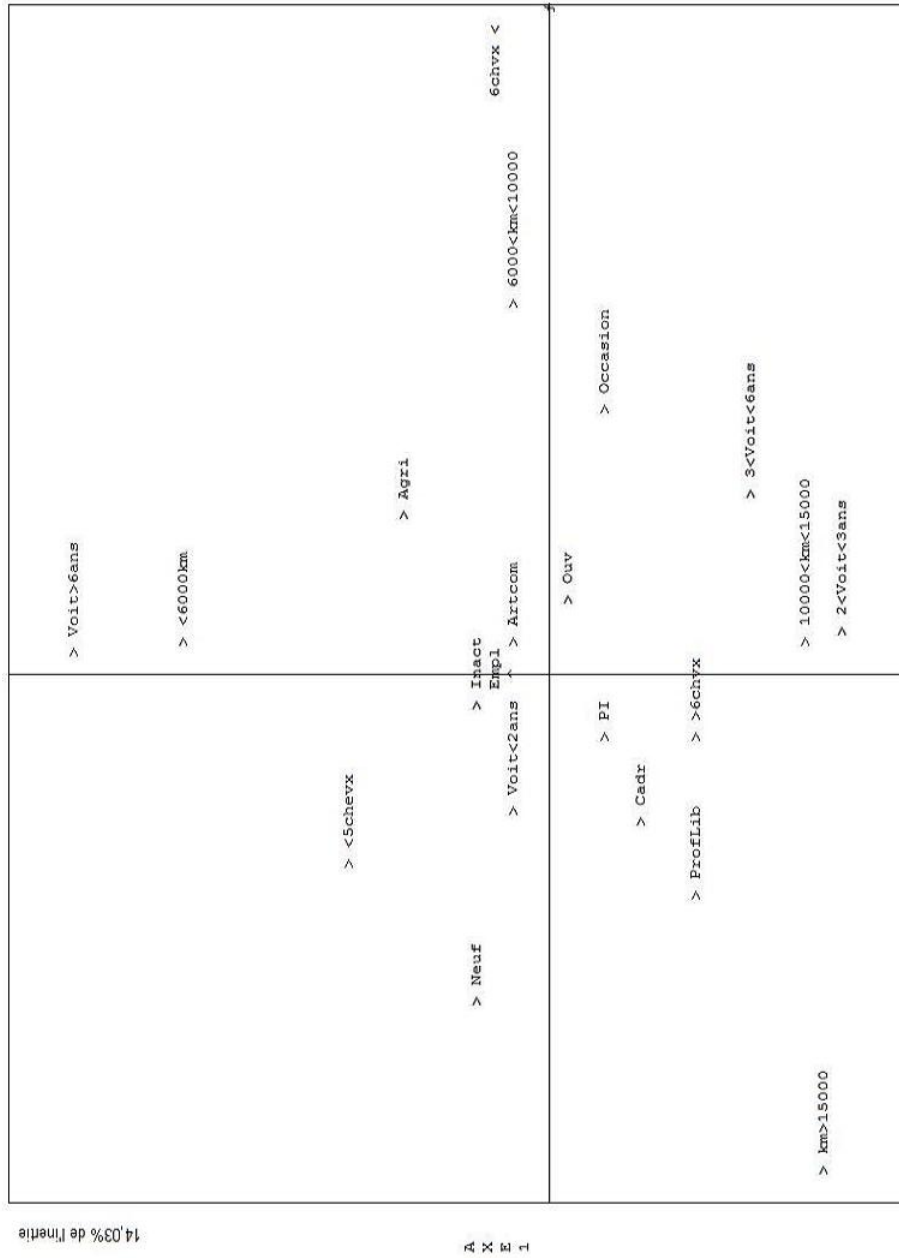 6chvx <
> 6000<km<10000
> Occasion
> 3<Voit<6ans
> Agri
> Voit>6ans
> <6000km
> Artcom
> Ouv
> 10000<km<15000
> 2<Voit<3ans
> Inact
Empl
> Voit<2ans
> PI
> >6chvx
> <5chevx
> Cadr
> ProfLib
> Neuf
> km>15000
14,03% de l'inertie
AXE 1